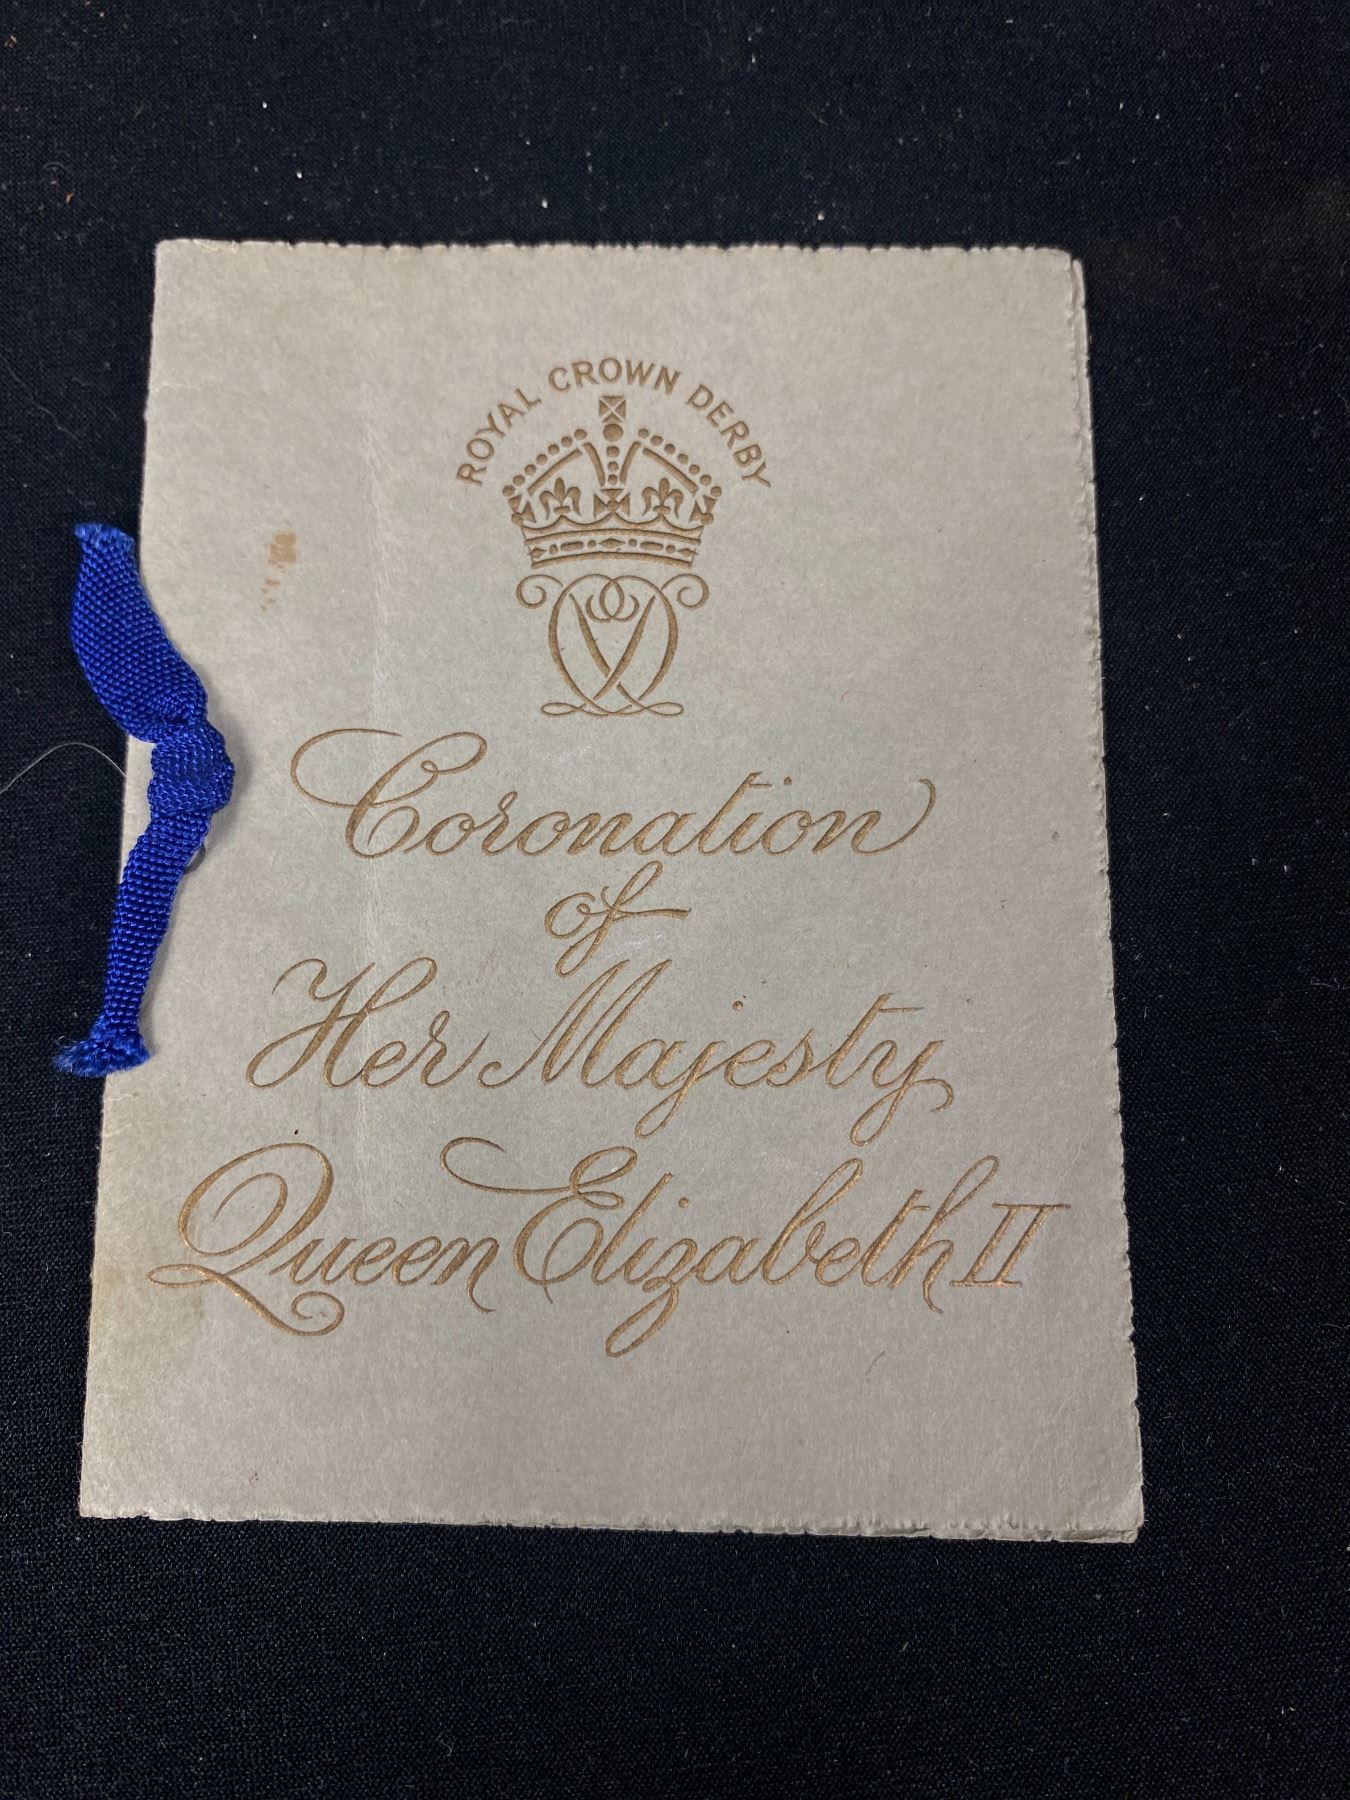 ROYAL CROWN DERBY
Coronation
of
Her Majesty
Queen Elizabeth II